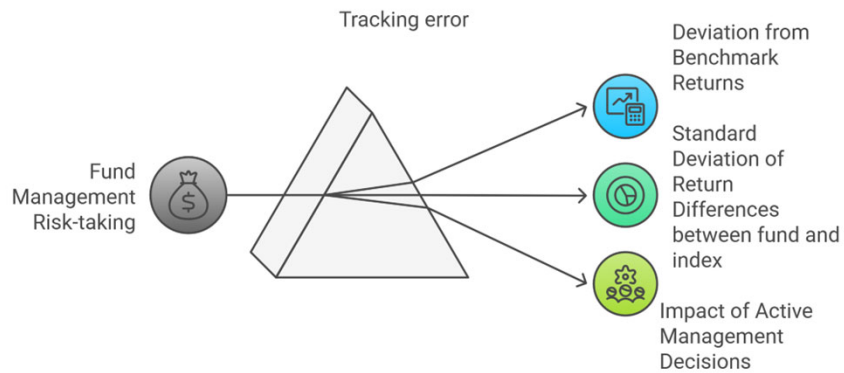 Tracking error
Fund
Management
Risk-taking
$
Deviation from
Benchmark
Returns
Standard
Deviation of
Return
Differences
between fund and
index
Impact of Active
Management
Decisions